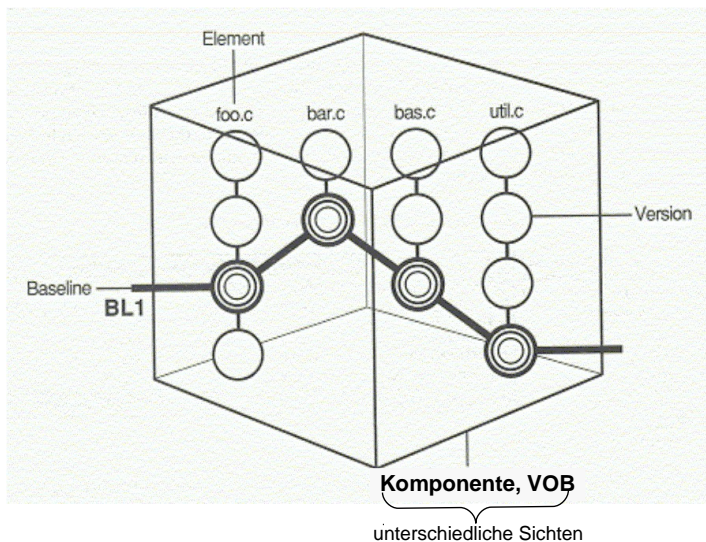 Element
foo.c
bar.c
bas.c
util.c
Version
Baseline
BL1
Komponente, VOB
unterschiedliche Sichten